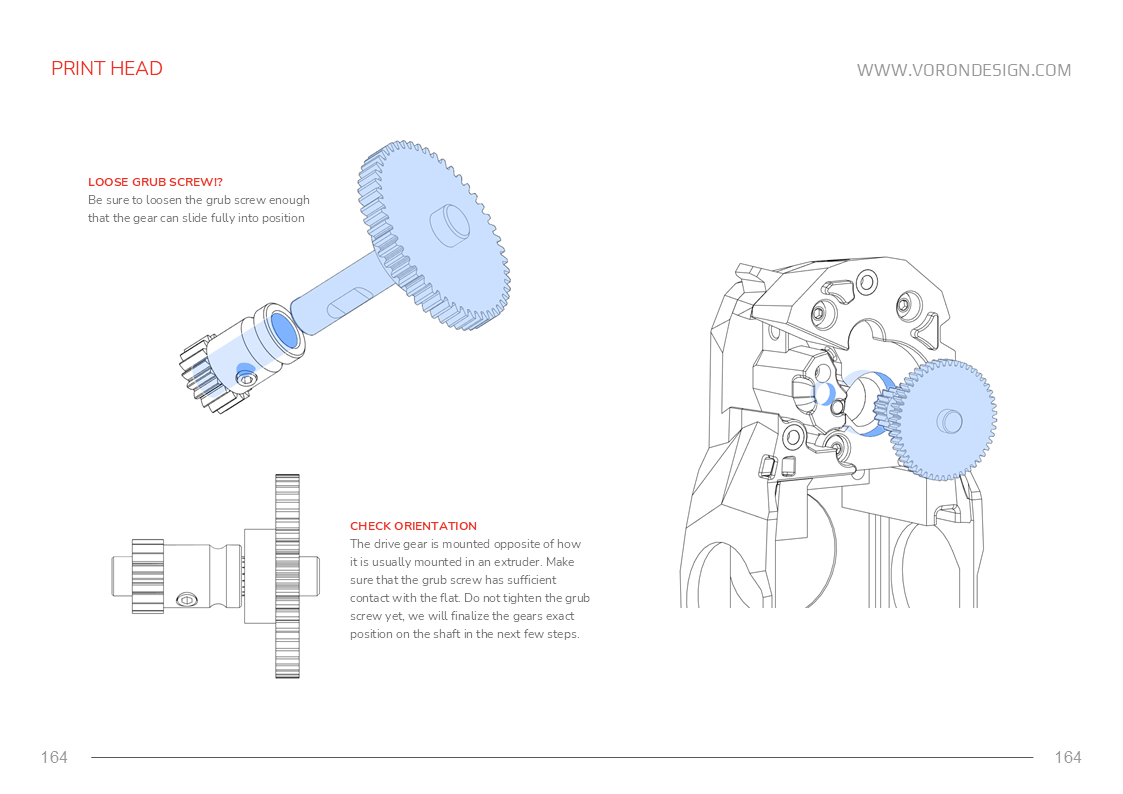 PRINT HEAD
WWW.VORONDESIGN.COM
LOOSE GRUB SCREW!?
Be sure to loosen the grub screw enough
that the gear can slide fully into position
CHECK ORIENTATION
The drive gear is mounted opposite of how
it is usually mounted in an extruder. Make
sure that the grub screw has sufficient
contact with the flat. Do not tighten the grub
screw yet, we will finalize the gears exact
position on the shaft in the next few steps.
164
164